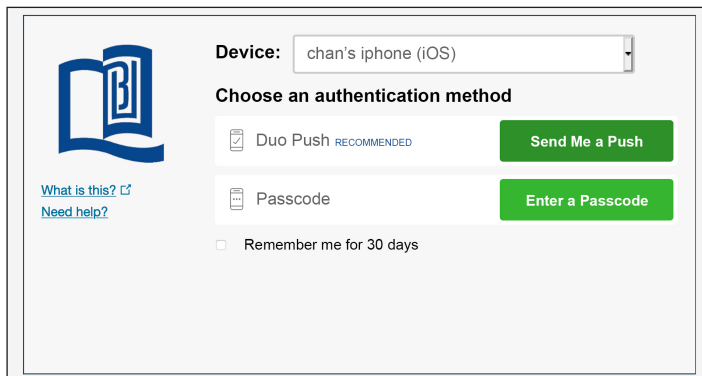 Device: chan's iphone (iOS)
Choose an authentication method
Duo Push RECOMMENDED Send Me a Push
What is this?
Need help?
Passcode Enter a Passcode
Remember me for 30 days